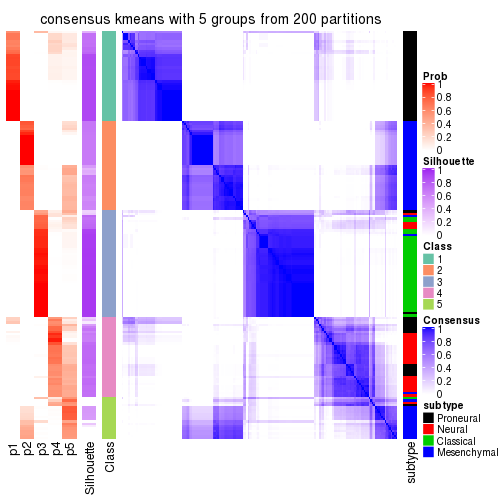 consensus kmeans with 5 groups from 200 partitions
Prob
1
0.8
0.6
0.4
0.2
0
Silhouette
1
0.8
0.6
0.4
0.2
0
Class
1
2
3
4
5
Consensus
1
0.8
0.6
0.4
0.2
0
subtype
Proneural
Neural
Classical
Mesenchymal
p1
p2
p3
p4
p5
Silhouette
Class
subtype